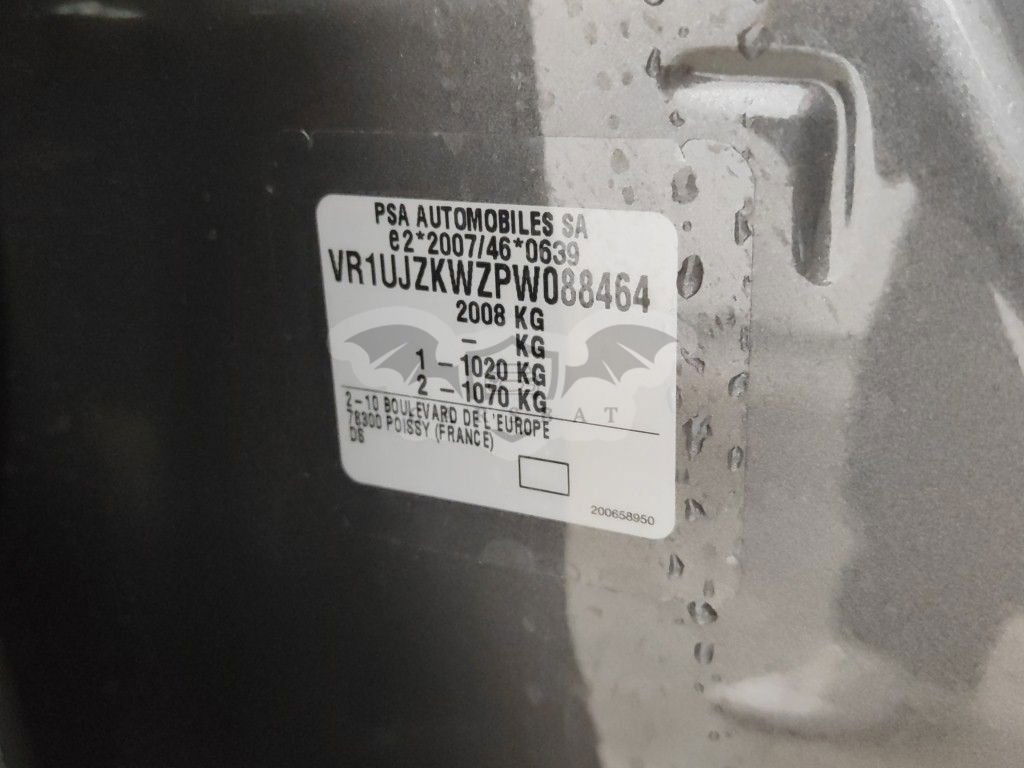 PSA AUTOMOBILES SA
e2*2007/46*0639
VR1UJZKWZPW088464
2008 KG
- KG
1 - 1020 KG
2 - 1070 KG
2-10 BOULEVARD DE L'EUROPE
78300 POISSY (FRANCE)
DS
200658950